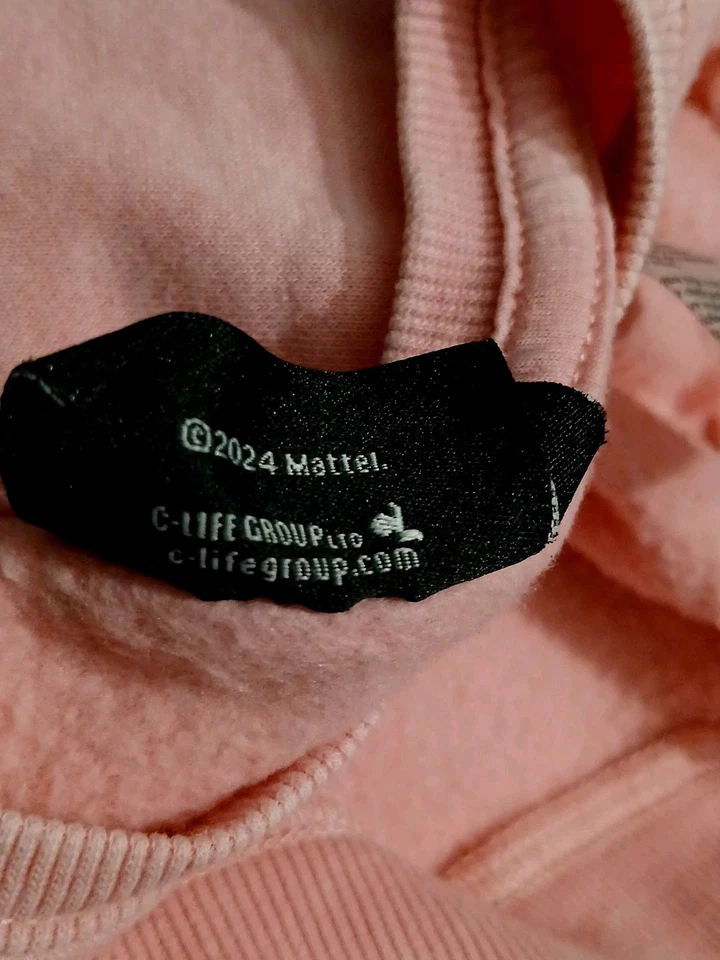 ©2024 Mattel.
C-LIFE GROUP LTD
c-lifegroup.com